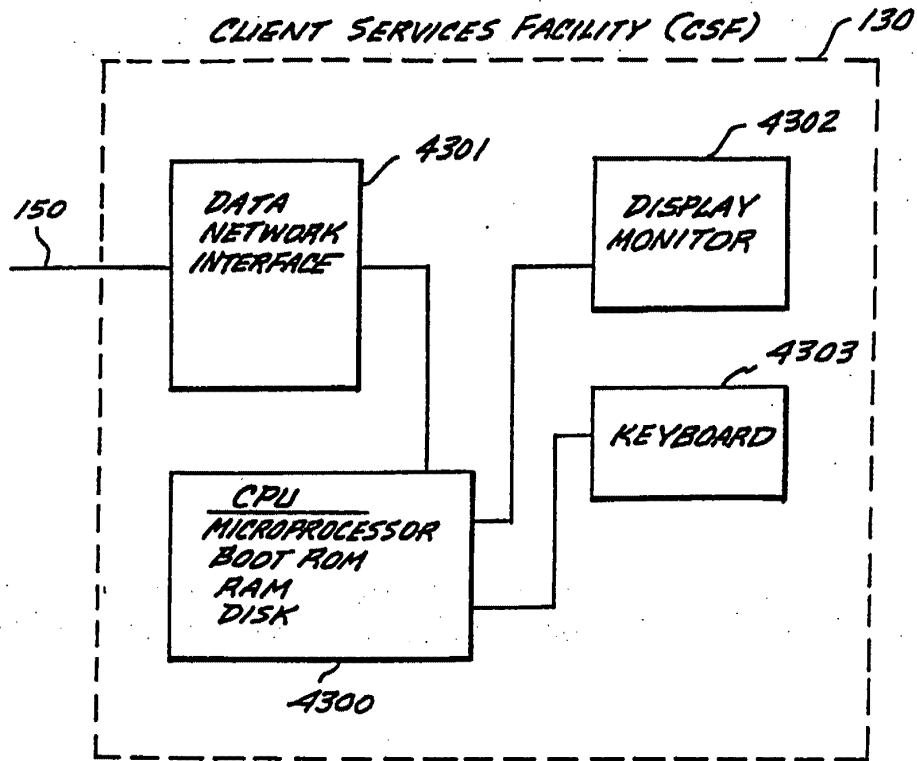 CLIENT SERVICES FACILITY (CSF)
130
4301
4302
150
DATA
NETWORK
INTERFACE
DISPLAY
MONITOR
4303
KEYBOARD
CPU
MICROPROCESSOR
BOOT ROM
RAM
DISK
4300